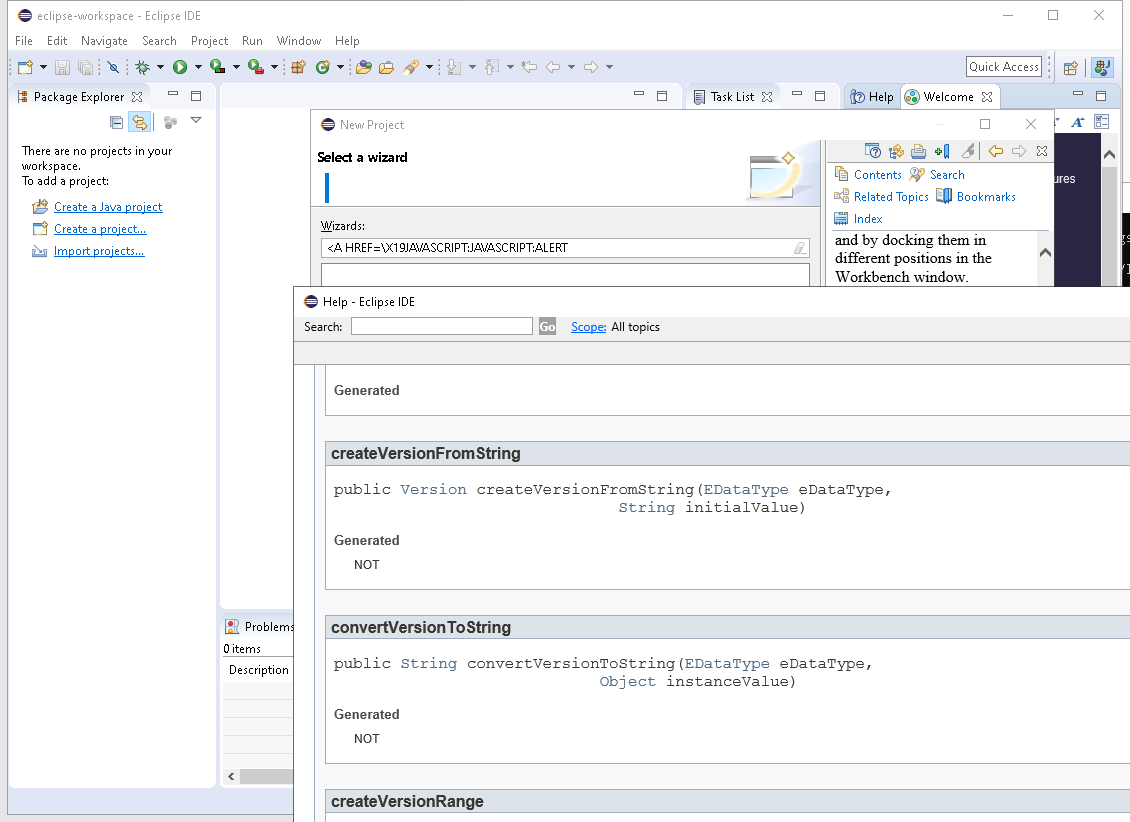 eclipse-workspace - Eclipse IDE
File Edit Navigate Search Project Run Window Help
Quick Access
Package Explorer
Task List
Help
Welcome
There are no projects in your
workspace.
To add a project:
Create a Java project
Create a project...
Import projects...
New Project
Select a wizard
Wizards:
<A HREF=\X19JAVASCRIPT:JAVASCRIPT:ALERT
Contents Search
Related Topics Bookmarks
Index
and by docking them in
different positions in the
Workbench window.
ures
Help - Eclipse IDE
Search: Go Scope: All topics
Generated
createVersionFromString
public Version createVersionFromString(EDataType eDataType,
String initialValue)
Generated
NOT
convertVersionToString
public String convertVersionToString(EDataType eDataType,
Object instanceValue)
Generated
NOT
createVersionRange
Problems
0 items
Description